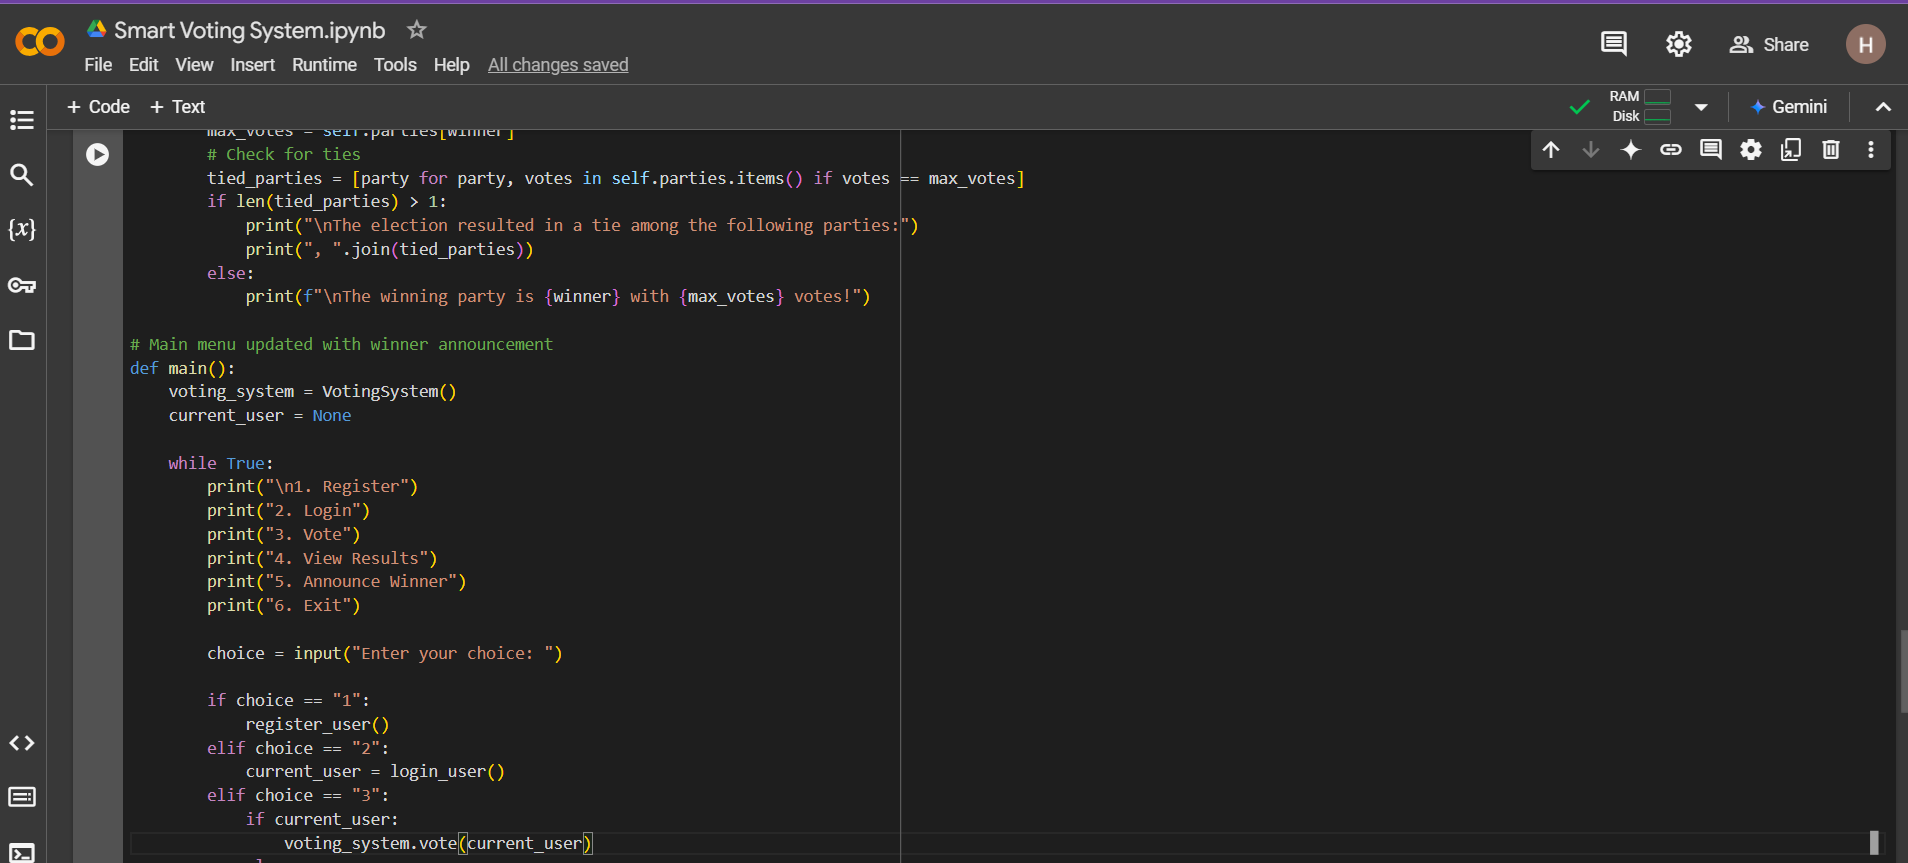 Smart Voting System.ipynb
File Edit View Insert Runtime Tools Help All changes saved
Share
H
+ Code + Text
RAM
Disk
Gemini
{x}
max_votes = self.parties[winner]
# Check for ties
tied_parties = [party for party, votes in self.parties.items() if votes == max_votes]
if len(tied_parties) > 1:
print("\nThe election resulted in a tie among the following parties:")
print(", ".join(tied_parties))
else:
print(f"\nThe winning party is {winner} with {max_votes} votes!")
# Main menu updated with winner announcement
def main():
voting_system = VotingSystem()
current_user = None
while True:
print("\n1. Register")
print("2. Login")
print("3. Vote")
print("4. View Results")
print("5. Announce Winner")
print("6. Exit")
choice = input("Enter your choice: ")
if choice == "1":
register_user()
elif choice == "2":
current_user = login_user()
elif choice == "3":
if current_user:
voting_system.vote(current_user)